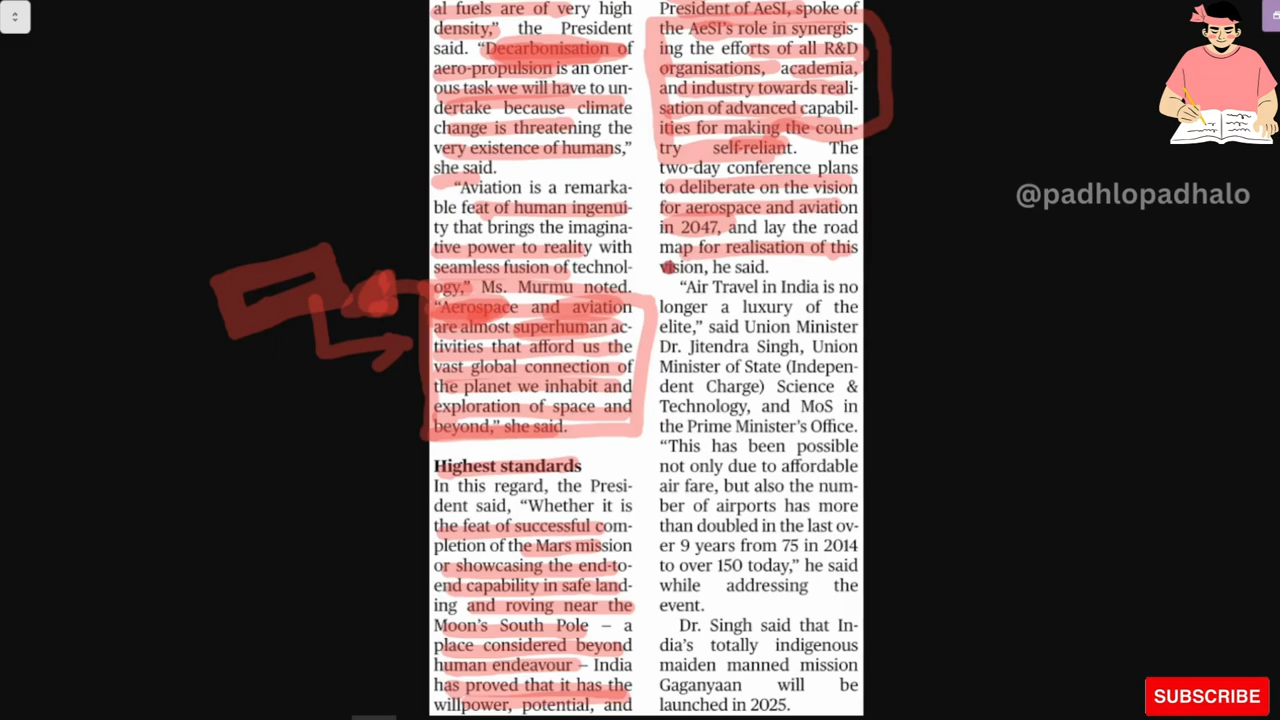 al fuels are of very high
density,” the President
said. “Decarbonisation of
aero-propulsion is an oner-
ous task we will have to un-
dertake because climate
change is threatening the
very existence of humans,”
she said.
“Aviation is a remarka-
ble feat of human ingenui-
ty that brings the imagina-
tive power to reality with
seamless fusion of technol-
ogy,” Ms. Murmu noted.
“Aerospace and aviation
are almost superhuman ac-
tivities that afford us the
vast global connection of
the planet we inhabit and
exploration of space and
beyond,” she said.
Highest standards
In this regard, the Presi-
dent said, “Whether it is
the feat of successful com-
pletion of the Mars mission
or showcasing the end-to-
end capability in safe land-
ing and roving near the
Moon’s South Pole – a
place considered beyond
human endeavour – India
has proved that it has the
willpower, potential, and
President of AeSI, spoke of
the AeSI’s role in synergis-
ing the efforts of all R&D
organisations, academia,
and industry towards reali-
sation of advanced capabil-
ities for making the coun-
try self-reliant. The
two-day conference plans
to deliberate on the vision
for aerospace and aviation
in 2047, and lay the road
map for realisation of this
vision, he said.
“Air Travel in India is no
longer a luxury of the
elite,” said Union Minister
Dr. Jitendra Singh, Union
Minister of State (Indepen-
dent Charge) Science &
Technology, and MoS in
the Prime Minister’s Office.
“This has been possible
not only due to affordable
air fare, but also the num-
ber of airports has more
than doubled in the last ov-
er 9 years from 75 in 2014
to over 150 today,” he said
while addressing the
event.
Dr. Singh said that In-
dia’s totally indigenous
maiden manned mission
Gaganyaan will be
launched in 2025.
@padhlopadhalo
SUBSCRIBE